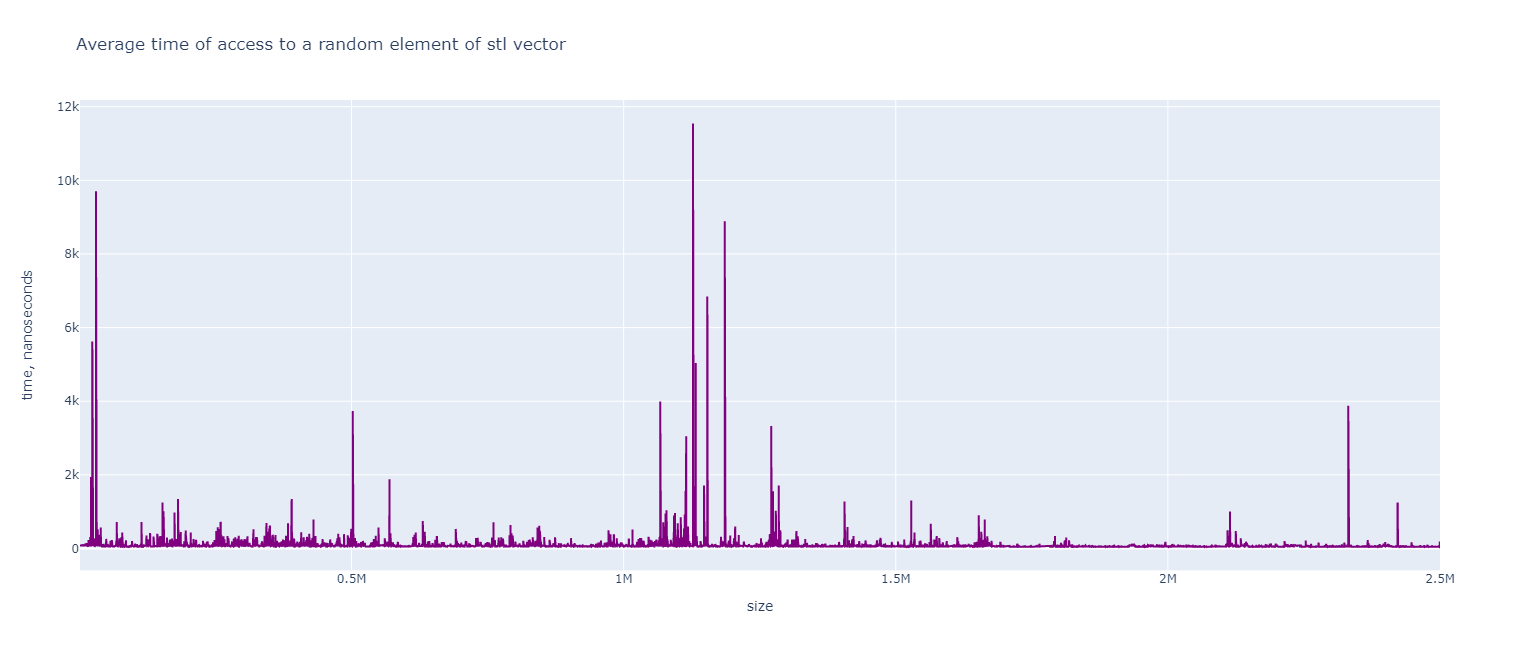 Average time of access to a random element of stl vector
12k
10k
8k
6k
4k
2k
0
time, nanoseconds
0.5M
1M
1.5M
2M
2.5M
size